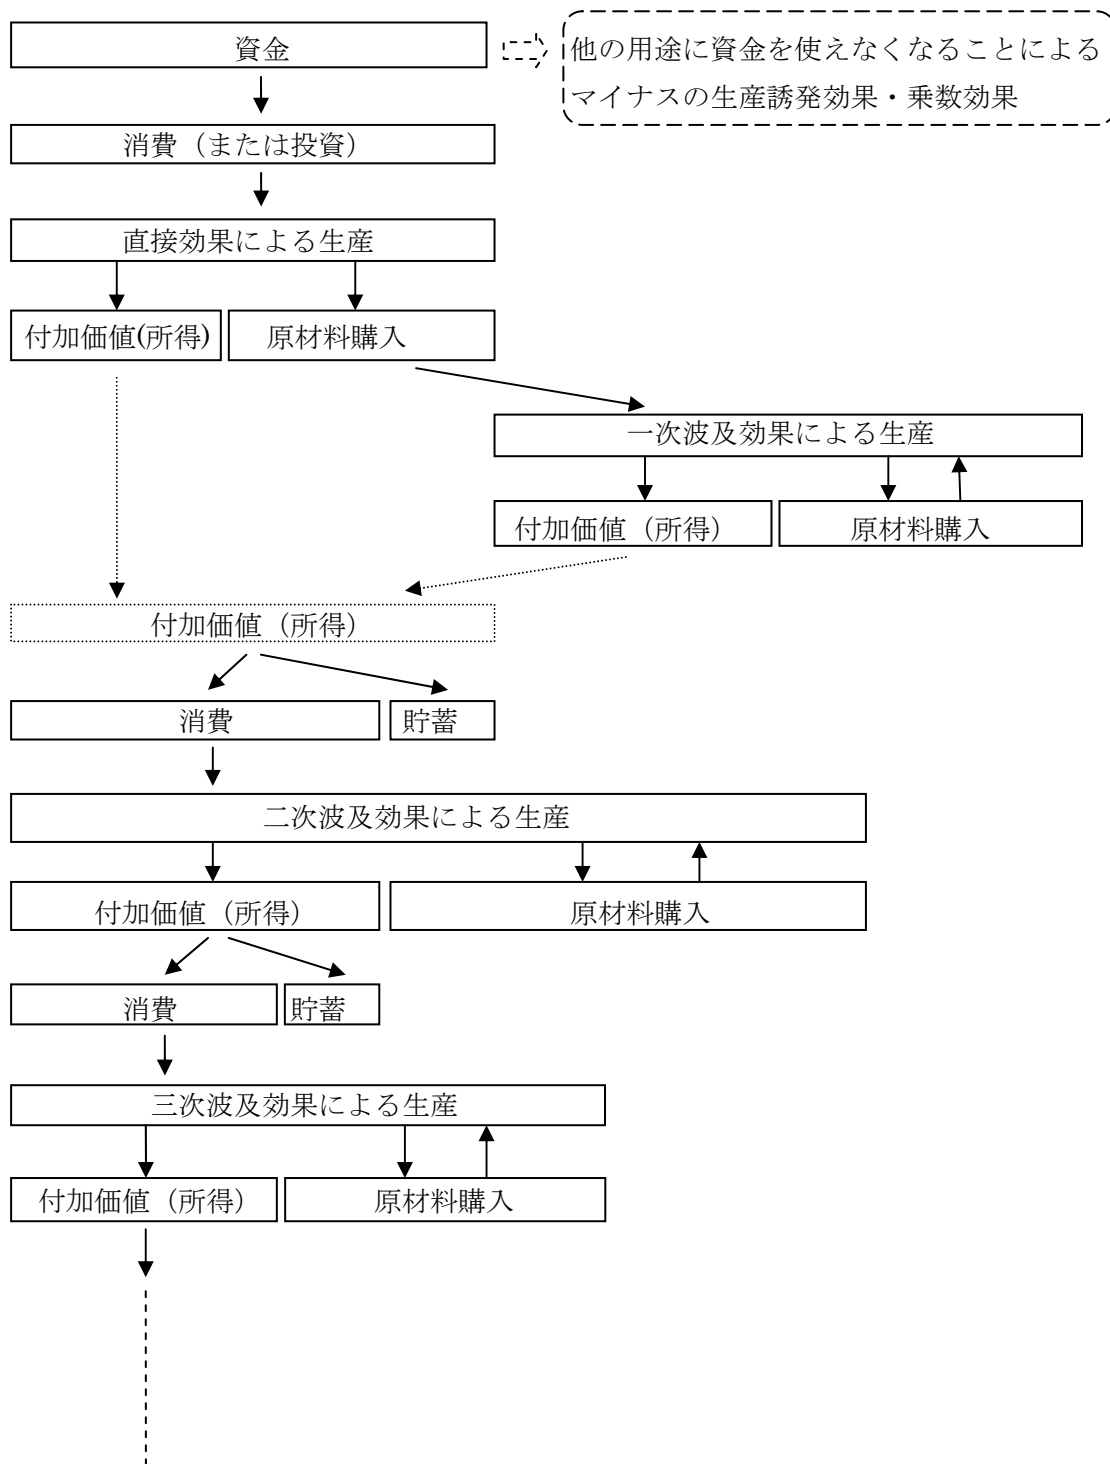 資金
他の用途に資金を使えなくなることによる
マイナスの生産誘発効果・乗数効果
消費（または投資）
直接効果による生産
付加価値(所得)
原材料購入
一次波及効果による生産
付加価値（所得）
原材料購入
付加価値（所得）
消費
貯蓄
二次波及効果による生産
付加価値（所得）
原材料購入
消費
貯蓄
三次波及効果による生産
付加価値（所得）
原材料購入